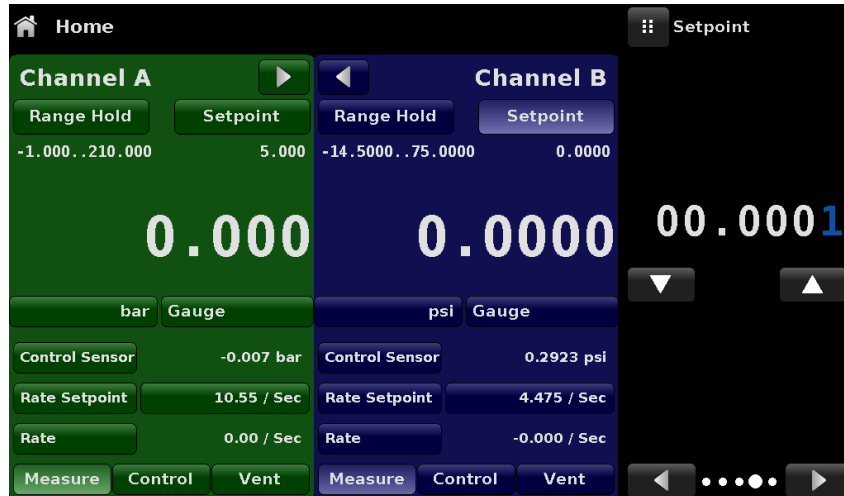 Home
Setpoint
Channel A
Channel B
Range Hold
Setpoint
Range Hold
Setpoint
-1.000..210.000
5.000
-14.5000..75.0000
0.0000
0.000
0.0000
00.0001
bar
Gauge
psi
Gauge
Control Sensor
-0.007 bar
Control Sensor
0.2923 psi
Rate Setpoint
10.55 / Sec
Rate Setpoint
4.475 / Sec
Rate
0.00 / Sec
Rate
-0.000 / Sec
Measure
Control
Vent
Measure
Control
Vent